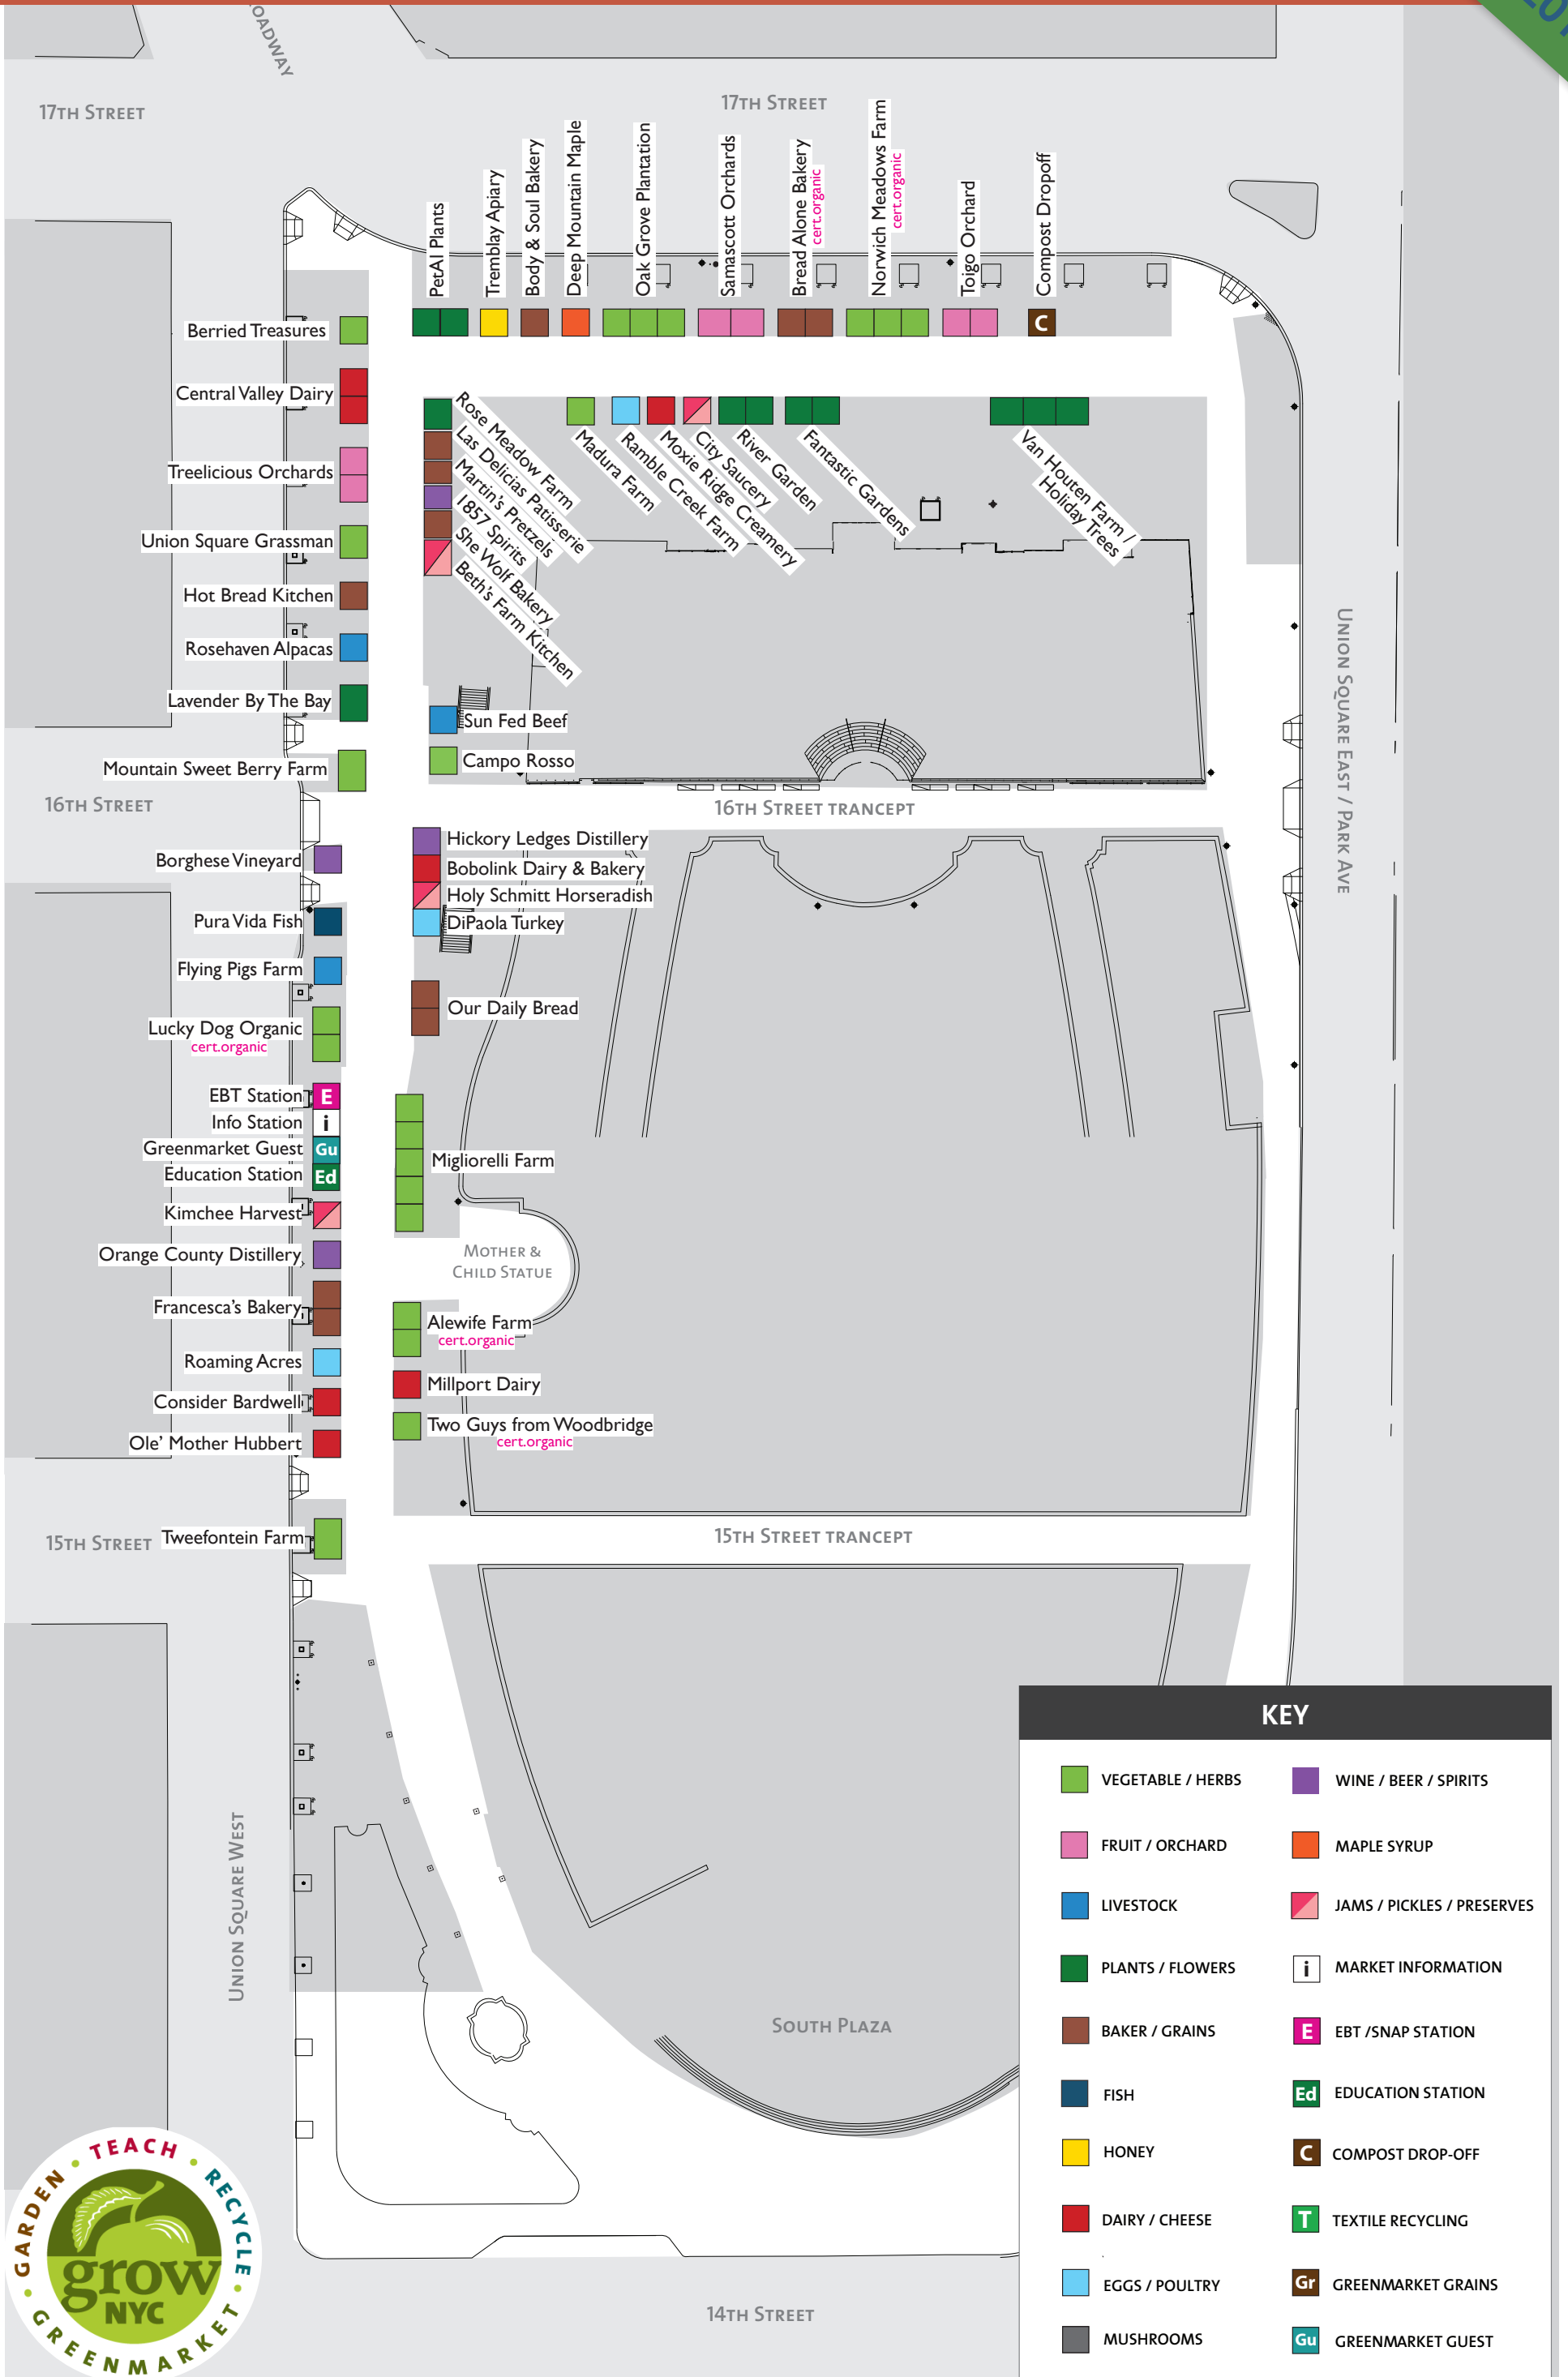 OADWAY
201
17TH STREET
17TH STREET
PetAl Plants
Tremblay Apiary
Body & Soul Bakery
Deep Mountain Maple
Oak Grove Plantation
Samascott Orchards
Bread Alone Bakery
cert.organic
Norwich Meadows Farm
cert.organic
Toigo Orchard
Compost Dropoff
C
Berried Treasures
Central Valley Dairy
Treelicious Orchards
Union Square Grassman
Hot Bread Kitchen
Rosehaven Alpacas
Lavender By The Bay
Mountain Sweet Berry Farm
Rose Meadow Farm
Las Delicias Patisserie
Martin's Pretzels
1857 Spirits
She Wolf Bakery
Beth's Farm Kitchen
Madura Farm
Ramble Creek Farm
Moxie Ridge Creamery
City Saucery
River Garden
Fantastic Gardens
Van Houten Farm /
Holiday Trees
Sun Fed Beef
Campo Rosso
UNION SQUARE EAST / PARK AVE
16TH STREET
16TH STREET TRANCEPT
Borghese Vineyard
Pura Vida Fish
Flying Pigs Farm
Lucky Dog Organic
cert.organic
EBT Station
E
Info Station
i
Greenmarket Guest
Gu
Education Station
Ed
Kimchee Harvest
Orange County Distillery
Francesca's Bakery
Roaming Acres
Consider Bardwell
Ole' Mother Hubbert
Hickory Ledges Distillery
Bobolink Dairy & Bakery
Holy Schmitt Horseradish
DiPaola Turkey
Our Daily Bread
Migliorelli Farm
MOTHER &
CHILD STATUE
Alewife Farm
cert.organic
Millport Dairy
Two Guys from Woodbridge
cert.organic
15TH STREET
Tweefontein Farm
15TH STREET TRANCEPT
UNION SQUARE WEST
SOUTH PLAZA
14TH STREET
KEY
VEGETABLE / HERBS
FRUIT / ORCHARD
LIVESTOCK
PLANTS / FLOWERS
BAKER / GRAINS
FISH
HONEY
DAIRY / CHEESE
EGGS / POULTRY
MUSHROOMS
WINE / BEER / SPIRITS
MAPLE SYRUP
JAMS / PICKLES / PRESERVES
i MARKET INFORMATION
E EBT /SNAP STATION
Ed EDUCATION STATION
C COMPOST DROP-OFF
T TEXTILE RECYCLING
Gr GREENMARKET GRAINS
Gu GREENMARKET GUEST
GARDEN • TEACH • RECYCLE • GREENMARKET •
grow
NYC